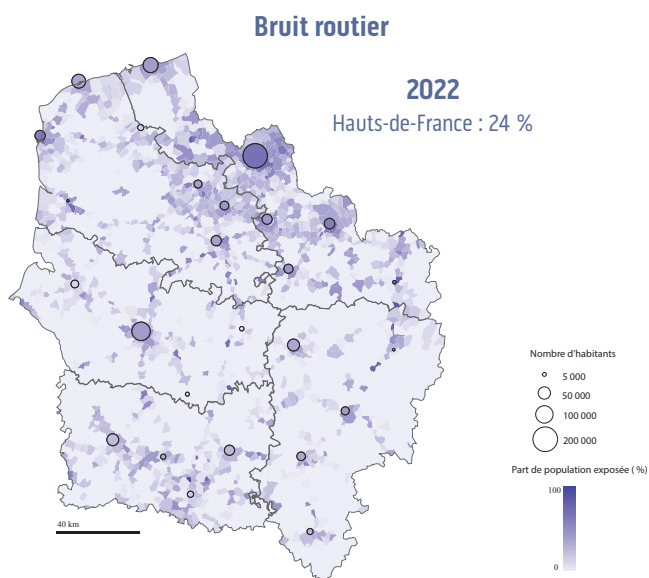 Bruit routier
2022
Hauts-de-France : 24 %
Nombre d'habitants
5 000
50 000
100 000
200 000
Part de population exposée ( %)
100
0
40 km